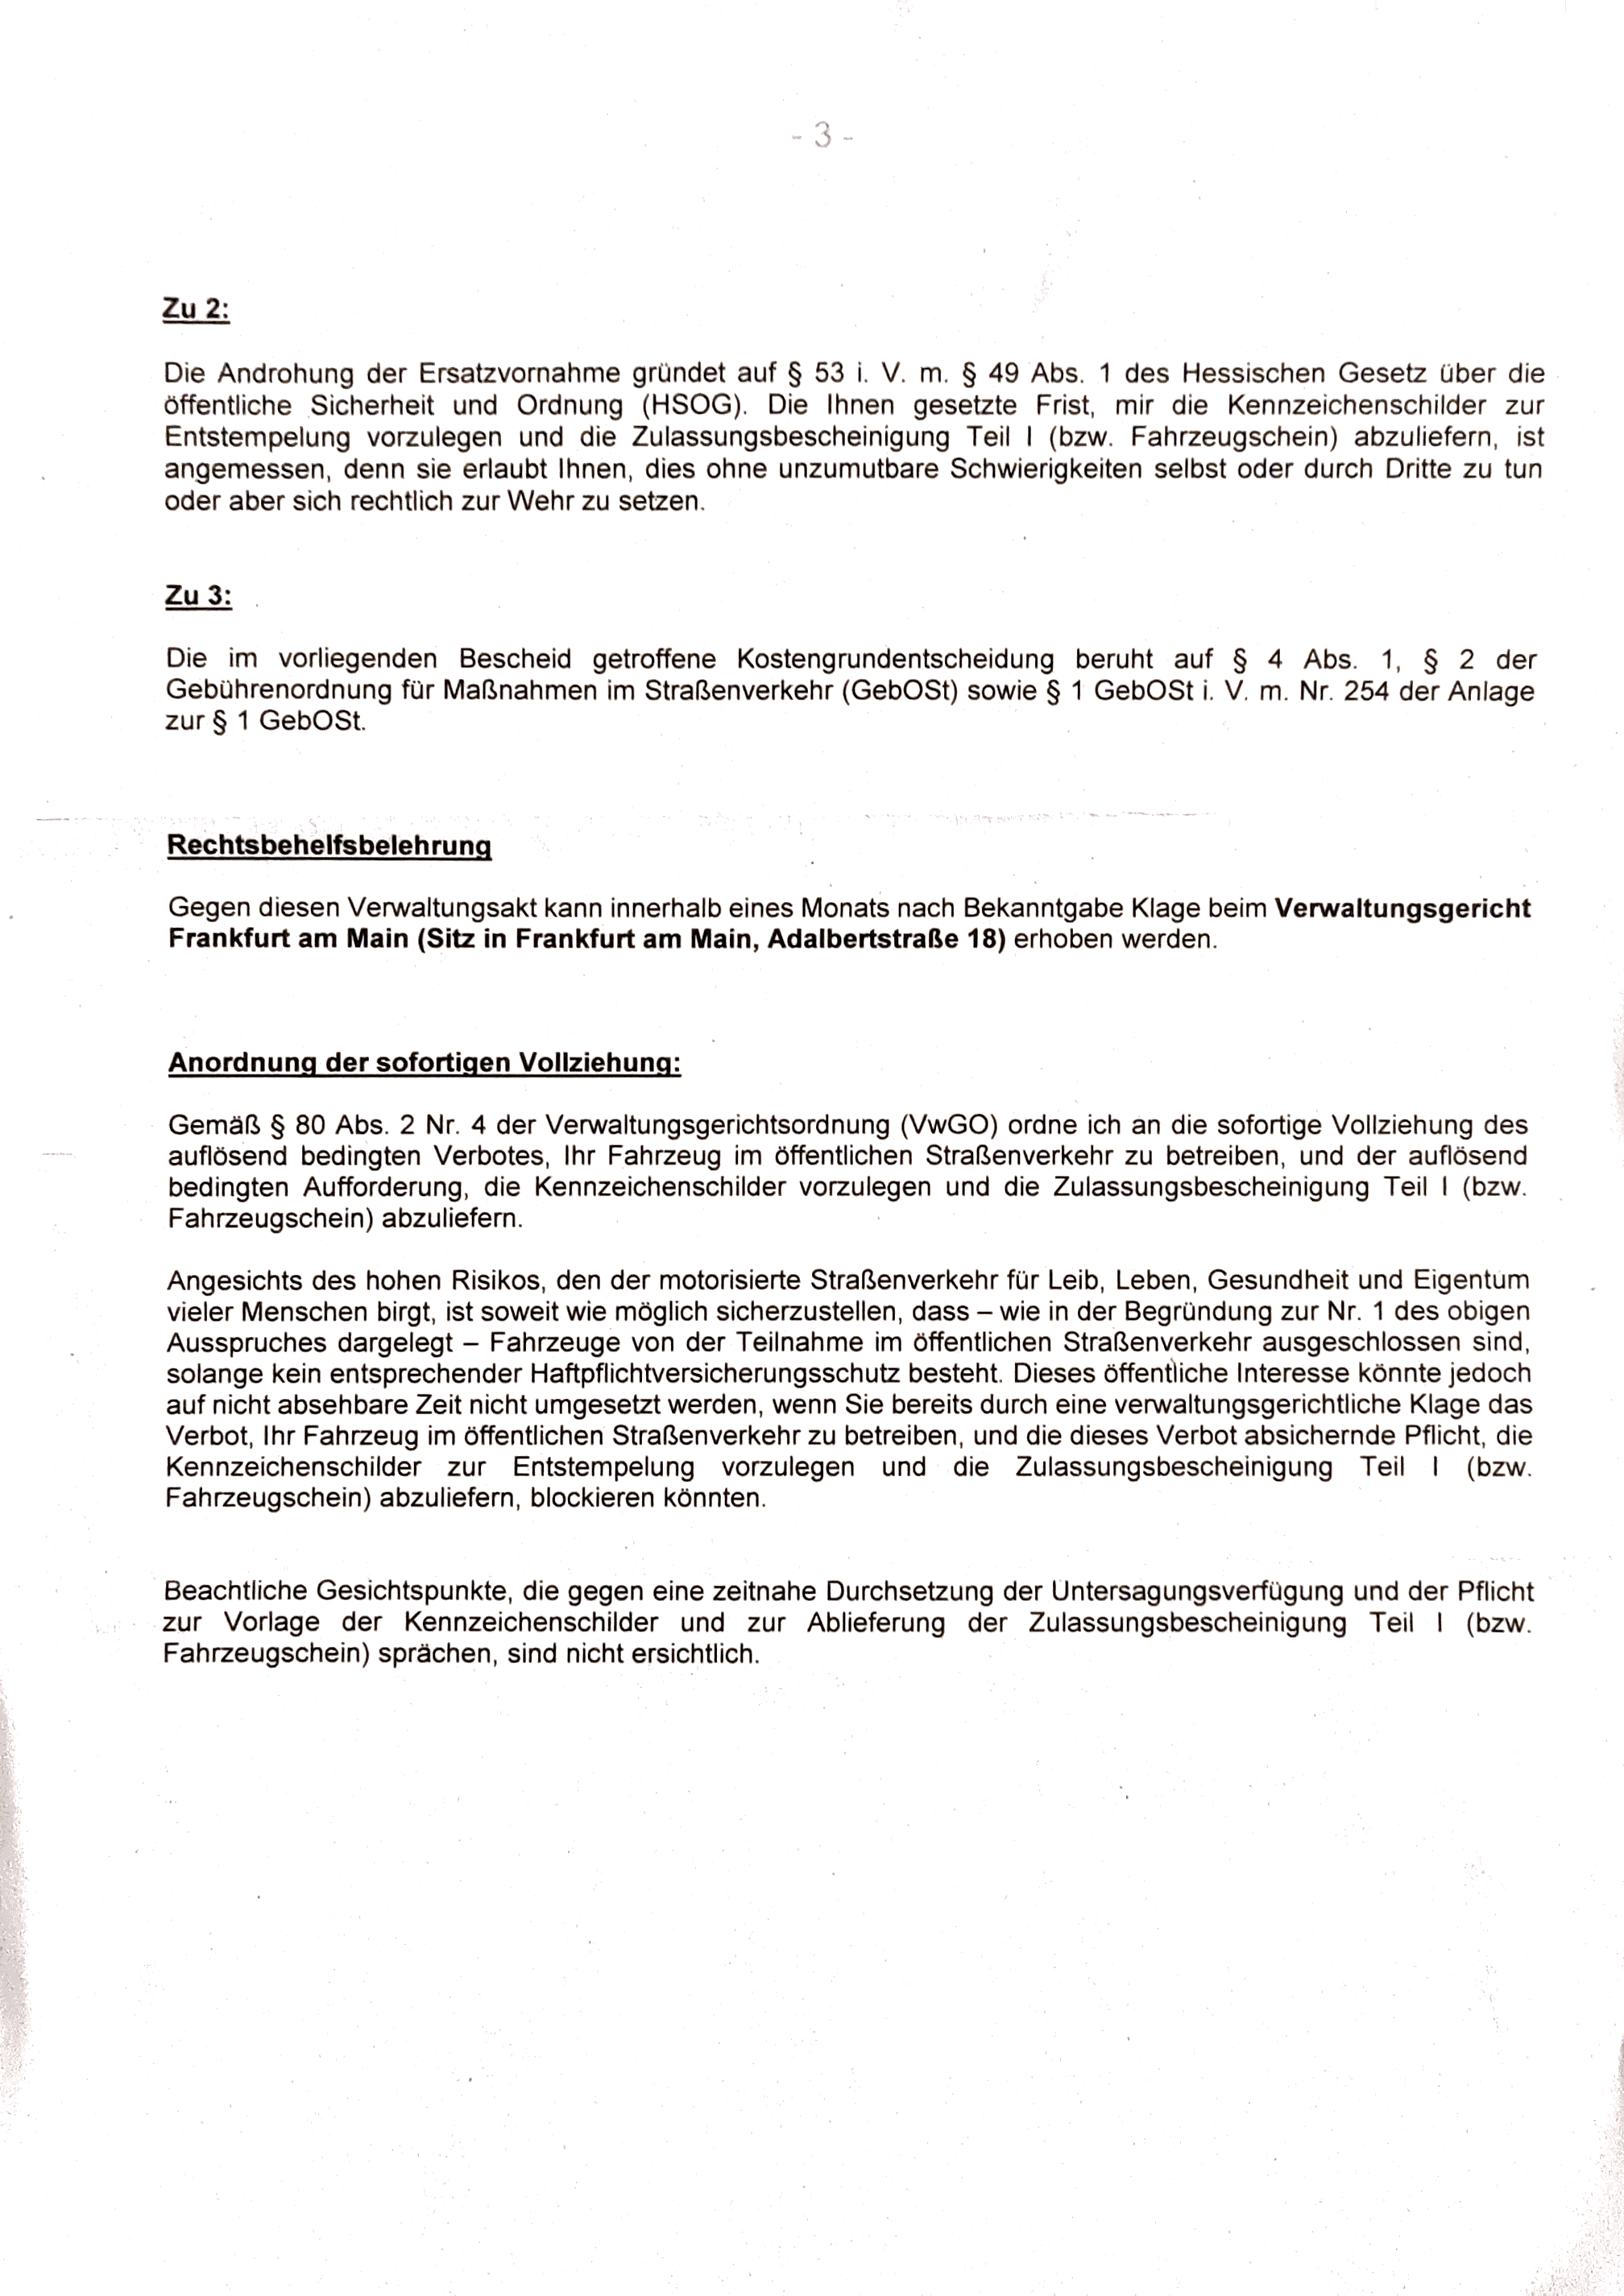 - 3 -
Zu 2:
Die Androhung der Ersatzvornahme gründet auf § 53 i. V. m. § 49 Abs. 1 des Hessischen Gesetz über die
öffentliche Sicherheit und Ordnung (HSOG). Die Ihnen gesetzte Frist, mir die Kennzeichenschilder zur
Entstempelung vorzulegen und die Zulassungsbescheinigung Teil I (bzw. Fahrzeugschein) abzuliefern, ist
angemessen, denn sie erlaubt Ihnen, dies ohne unzumutbare Schwierigkeiten selbst oder durch Dritte zu tun
oder aber sich rechtlich zur Wehr zu setzen.
Zu 3:
Die im vorliegenden Bescheid getroffene Kostengrundentscheidung beruht auf § 4 Abs. 1, § 2 der
Gebührenordnung für Maßnahmen im Straßenverkehr (GebOSt) sowie § 1 GebOSt i. V. m. Nr. 254 der Anlage
zur § 1 GebOSt.
Rechtsbehelfsbelehrung
Gegen diesen Verwaltungsakt kann innerhalb eines Monats nach Bekanntgabe Klage beim Verwaltungsgericht
Frankfurt am Main (Sitz in Frankfurt am Main, Adalbertstraße 18) erhoben werden.
Anordnung der sofortigen Vollziehung:
Gemäß § 80 Abs. 2 Nr. 4 der Verwaltungsgerichtsordnung (VwGO) ordne ich an die sofortige Vollziehung des
auflösend bedingten Verbotes, Ihr Fahrzeug im öffentlichen Straßenverkehr zu betreiben, und der auflösend
bedingten Aufforderung, die Kennzeichenschilder vorzulegen und die Zulassungsbescheinigung Teil I (bzw.
Fahrzeugschein) abzuliefern.
Angesichts des hohen Risikos, den der motorisierte Straßenverkehr für Leib, Leben, Gesundheit und Eigentum
vieler Menschen birgt, ist soweit wie möglich sicherzustellen, dass – wie in der Begründung zur Nr. 1 des obigen
Ausspruches dargelegt – Fahrzeuge von der Teilnahme im öffentlichen Straßenverkehr ausgeschlossen sind,
solange kein entsprechender Haftpflichtversicherungsschutz besteht. Dieses öffentliche Interesse könnte jedoch
auf nicht absehbare Zeit nicht umgesetzt werden, wenn Sie bereits durch eine verwaltungsgerichtliche Klage das
Verbot, Ihr Fahrzeug im öffentlichen Straßenverkehr zu betreiben, und die dieses Verbot absichernde Pflicht, die
Kennzeichenschilder zur Entstempelung vorzulegen und die Zulassungsbescheinigung Teil I (bzw.
Fahrzeugschein) abzuliefern, blockieren könnten.
Beachtliche Gesichtspunkte, die gegen eine zeitnahe Durchsetzung der Untersagungsverfügung und der Pflicht
zur Vorlage der Kennzeichenschilder und zur Ablieferung der Zulassungsbescheinigung Teil I (bzw.
Fahrzeugschein) sprächen, sind nicht ersichtlich.